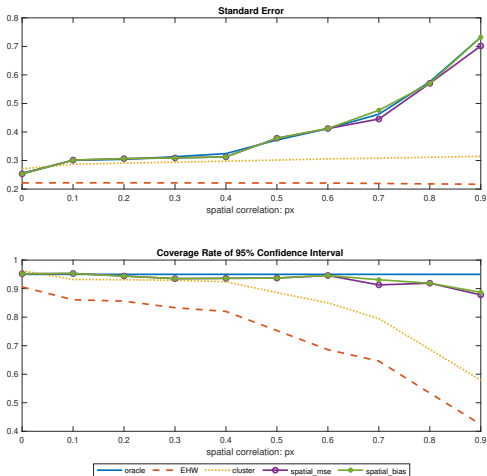 Standard Error
0.8
0.7
0.6
0.5
0.4
0.3
0.2
0 0.1 0.2 0.3 0.4 0.5 0.6 0.7 0.8 0.9
spatial correlation: px
Coverage Rate of 95% Confidence Interval
1
0.9
0.8
0.7
0.6
0.5
0.4
0 0.1 0.2 0.3 0.4 0.5 0.6 0.7 0.8 0.9
spatial correlation: px
oracle EHW cluster spatial_mse spatial_bias